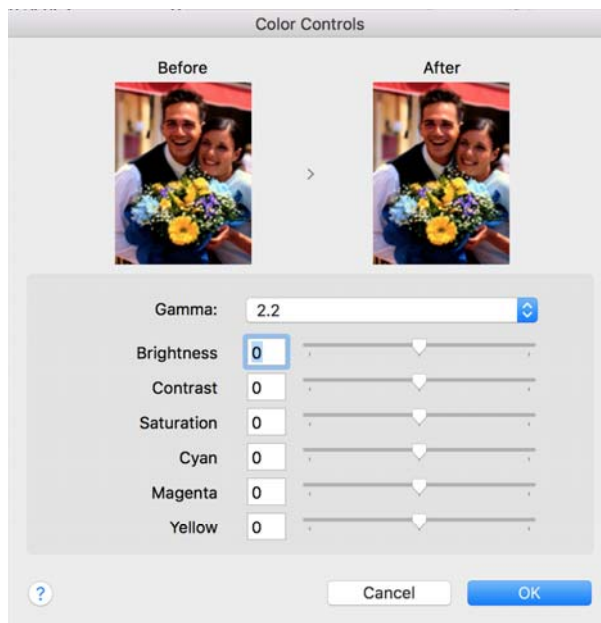 Color Controls
Before After
>
Gamma: 2.2
Brightness 0
Contrast 0
Saturation 0
Cyan 0
Magenta 0
Yellow 0
? Cancel OK